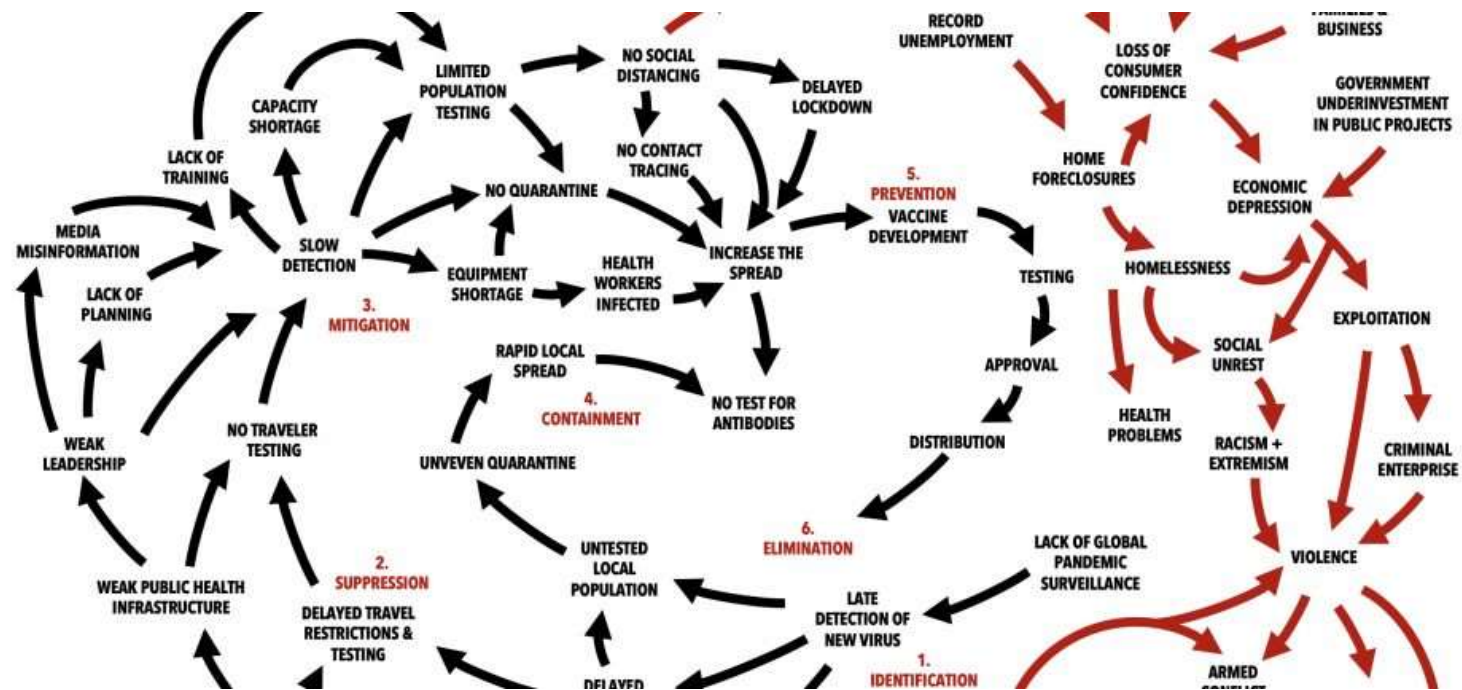 RECORD
UNEMPLOYMENT
LOSS OF
CONSUMER
CONFIDENCE
FAMILIES &
BUSINESS
GOVERNMENT
UNDERINVESTMENT
IN PUBLIC PROJECTS
NO SOCIAL
DISTANCING
LIMITED
POPULATION
TESTING
DELAYED
LOCKDOWN
CAPACITY
SHORTAGE
LACK OF
TRAINING
NO CONTACT
TRACING
NO QUARANTINE
5.
PREVENTION
VACCINE
DEVELOPMENT
HOME
FORECLOSURES
ECONOMIC
DEPRESSION
MEDIA
MISINFORMATION
SLOW
DETECTION
EQUIPMENT
SHORTAGE
HEALTH
WORKERS
INFECTED
INCREASE THE
SPREAD
TESTING
HOMELESSNESS
LACK OF
PLANNING
3.
MITIGATION
EXPLOITATION
RAPID LOCAL
SPREAD
4.
CONTAINMENT
NO TEST FOR
ANTIBODIES
APPROVAL
SOCIAL
UNREST
HEALTH
PROBLEMS
WEAK
LEADERSHIP
NO TRAVELER
TESTING
UNVEVEN QUARANTINE
DISTRIBUTION
RACISM +
EXTREMISM
CRIMINAL
ENTERPRISE
6.
ELIMINATION
LACK OF GLOBAL
PANDEMIC
SURVEILLANCE
VIOLENCE
UNTESTED
LOCAL
POPULATION
WEAK PUBLIC HEALTH
INFRASTRUCTURE
2.
SUPPRESSION
DELAYED TRAVEL
RESTRICTIONS &
TESTING
LATE
DETECTION OF
NEW VIRUS
1.
IDENTIFICATION
DELAYED
ARMED
CONFLICT